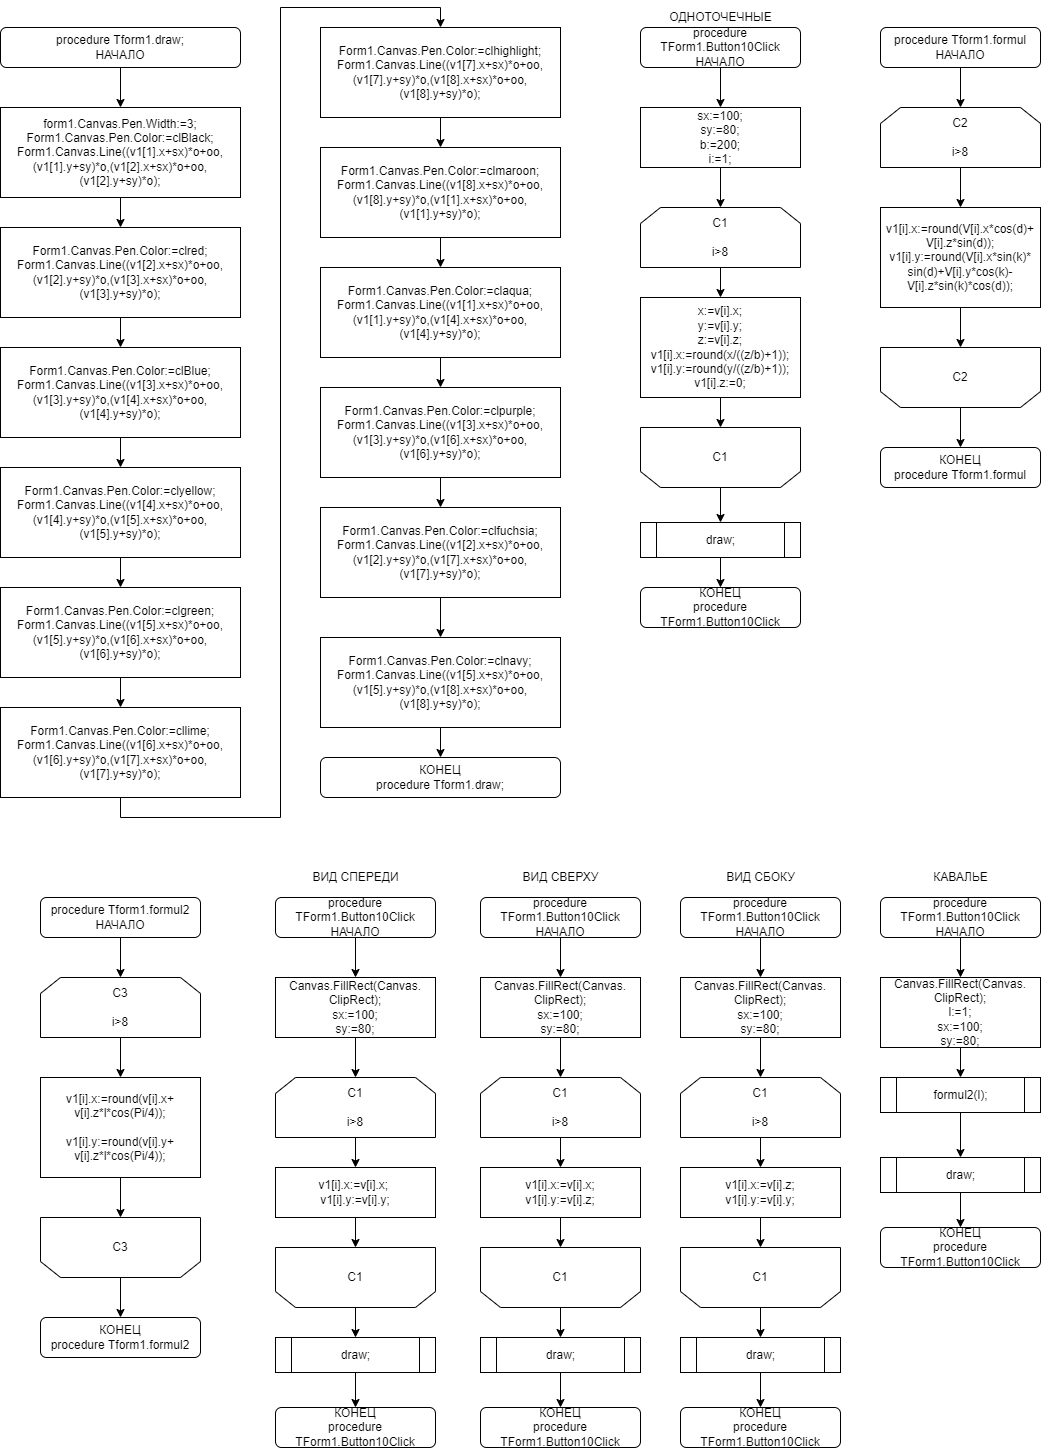 procedure Tform1.draw;
НАЧАЛО
form1.Canvas.Pen.Width:=3;
Form1.Canvas.Pen.Color:=clBlack;
Form1.Canvas.Line((v1[1].x+sx)*o+oo,
(v1[1].y+sy)*o,(v1[2].x+sx)*o+oo,
(v1[2].y+sy)*o);
Form1.Canvas.Pen.Color:=clred;
Form1.Canvas.Line((v1[2].x+sx)*o+oo,
(v1[2].y+sy)*o,(v1[3].x+sx)*o+oo,
(v1[3].y+sy)*o);
Form1.Canvas.Pen.Color:=clBlue;
Form1.Canvas.Line((v1[3].x+sx)*o+oo,
(v1[3].y+sy)*o,(v1[4].x+sx)*o+oo,
(v1[4].y+sy)*o);
Form1.Canvas.Pen.Color:=clyellow;
Form1.Canvas.Line((v1[4].x+sx)*o+oo,
(v1[4].y+sy)*o,(v1[5].x+sx)*o+oo,
(v1[5].y+sy)*o);
Form1.Canvas.Pen.Color:=clgreen;
Form1.Canvas.Line((v1[5].x+sx)*o+oo,
(v1[5].y+sy)*o,(v1[6].x+sx)*o+oo,
(v1[6].y+sy)*o);
Form1.Canvas.Pen.Color:=cllime;
Form1.Canvas.Line((v1[6].x+sx)*o+oo,
(v1[6].y+sy)*o,(v1[7].x+sx)*o+oo,
(v1[7].y+sy)*o);
Form1.Canvas.Pen.Color:=clhighlight;
Form1.Canvas.Line((v1[7].x+sx)*o+oo,
(v1[7].y+sy)*o,(v1[8].x+sx)*o+oo,
(v1[8].y+sy)*o);
Form1.Canvas.Pen.Color:=clmaroon;
Form1.Canvas.Line((v1[8].x+sx)*o+oo,
(v1[8].y+sy)*o,(v1[1].x+sx)*o+oo,
(v1[1].y+sy)*o);
Form1.Canvas.Pen.Color:=claqua;
Form1.Canvas.Line((v1[1].x+sx)*o+oo,
(v1[1].y+sy)*o,(v1[4].x+sx)*o+oo,
(v1[4].y+sy)*o);
Form1.Canvas.Pen.Color:=clpurple;
Form1.Canvas.Line((v1[3].x+sx)*o+oo,
(v1[3].y+sy)*o,(v1[6].x+sx)*o+oo,
(v1[6].y+sy)*o);
Form1.Canvas.Pen.Color:=clfuchsia;
Form1.Canvas.Line((v1[2].x+sx)*o+oo,
(v1[2].y+sy)*o,(v1[7].x+sx)*o+oo,
(v1[7].y+sy)*o);
Form1.Canvas.Pen.Color:=clnavy;
Form1.Canvas.Line((v1[5].x+sx)*o+oo,
(v1[5].y+sy)*o,(v1[8].x+sx)*o+oo,
(v1[8].y+sy)*o);
КОНЕЦ
procedure Tform1.draw;
ОДНОТОЧЕЧНЫЕ
procedure
TForm1.Button10Click
НАЧАЛО
sx:=100;
sy:=80;
b:=200;
i:=1;
С1
i>8
x:=v[i].x;
y:=v[i].y;
z:=v[i].z;
v1[i].x:=round(x/((z/b)+1));
v1[i].y:=round(y/((z/b)+1));
v1[i].z:=0;
С1
draw;
КОНЕЦ
procedure
TForm1.Button10Click
procedure Tform1.formul
НАЧАЛО
С2
i>8
v1[i].x:=round(V[i].x*cos(d)+
V[i].z*sin(d));
v1[i].y:=round(V[i].x*sin(k)*
sin(d)+V[i].y*cos(k)-
V[i].z*sin(k)*cos(d));
С2
КОНЕЦ
procedure Tform1.formul
procedure Tform1.formul2
НАЧАЛО
С3
i>8
v1[i].x:=round(v[i].x+
v[i].z*l*cos(Pi/4));
v1[i].y:=round(v[i].y+
v[i].z*l*cos(Pi/4));
С3
КОНЕЦ
procedure Tform1.formul2
ВИД СПЕРЕДИ
procedure
TForm1.Button10Click
НАЧАЛО
Canvas.FillRect(Canvas.
ClipRect);
sx:=100;
sy:=80;
С1
i>8
v1[i].x:=v[i].x;
v1[i].y:=v[i].y;
С1
draw;
КОНЕЦ
procedure
TForm1.Button10Click
ВИД СВЕРХУ
procedure
TForm1.Button10Click
НАЧАЛО
Canvas.FillRect(Canvas.
ClipRect);
sx:=100;
sy:=80;
С1
i>8
v1[i].x:=v[i].x;
v1[i].y:=v[i].z;
С1
draw;
КОНЕЦ
procedure
TForm1.Button10Click
ВИД СБОКУ
procedure
TForm1.Button10Click
НАЧАЛО
Canvas.FillRect(Canvas.
ClipRect);
sx:=100;
sy:=80;
С1
i>8
v1[i].x:=v[i].z;
v1[i].y:=v[i].y;
С1
draw;
КОНЕЦ
procedure
TForm1.Button10Click
КАВАЛЬЕ
procedure
TForm1.Button10Click
НАЧАЛО
Canvas.FillRect(Canvas.
ClipRect);
l:=1;
sx:=100;
sy:=80;
formul2(l);
draw;
КОНЕЦ
procedure
TForm1.Button10Click